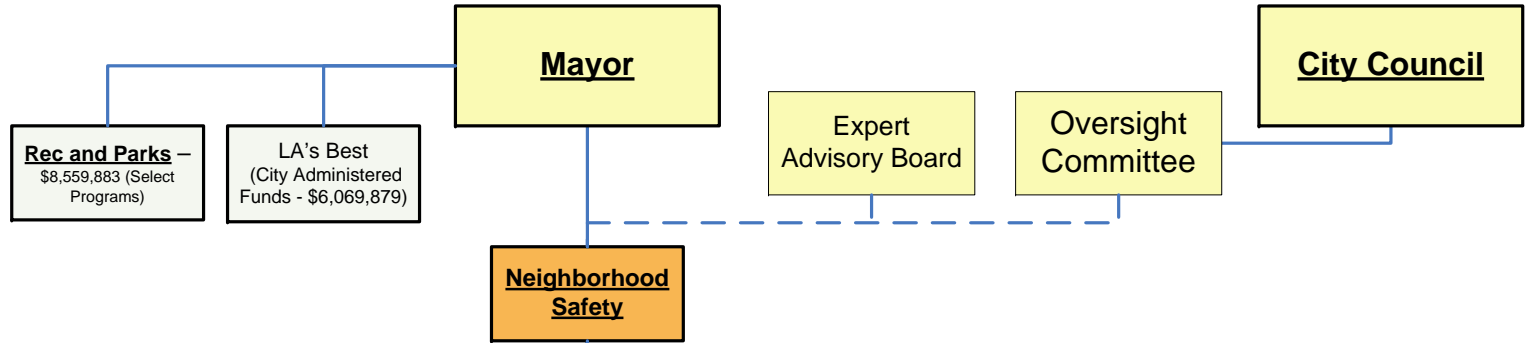 Mayor
City Council
Rec and Parks –
$8,559,883 (Select
Programs)
LA's Best
(City Administered
Funds - $6,069,879)
Expert
Advisory Board
Oversight
Committee
Neighborhood
Safety